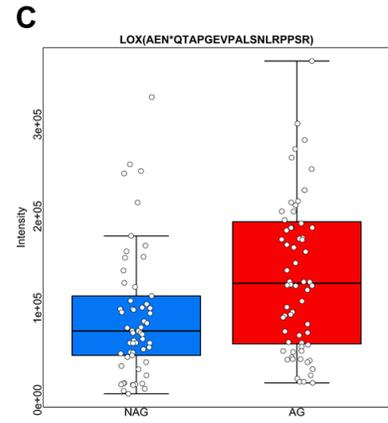 C
LOX(AEN*QTAPGEVPALSNLRPPSR)
Intensity
3e+05
2e+05
1e+05
0e+00
NAG AG